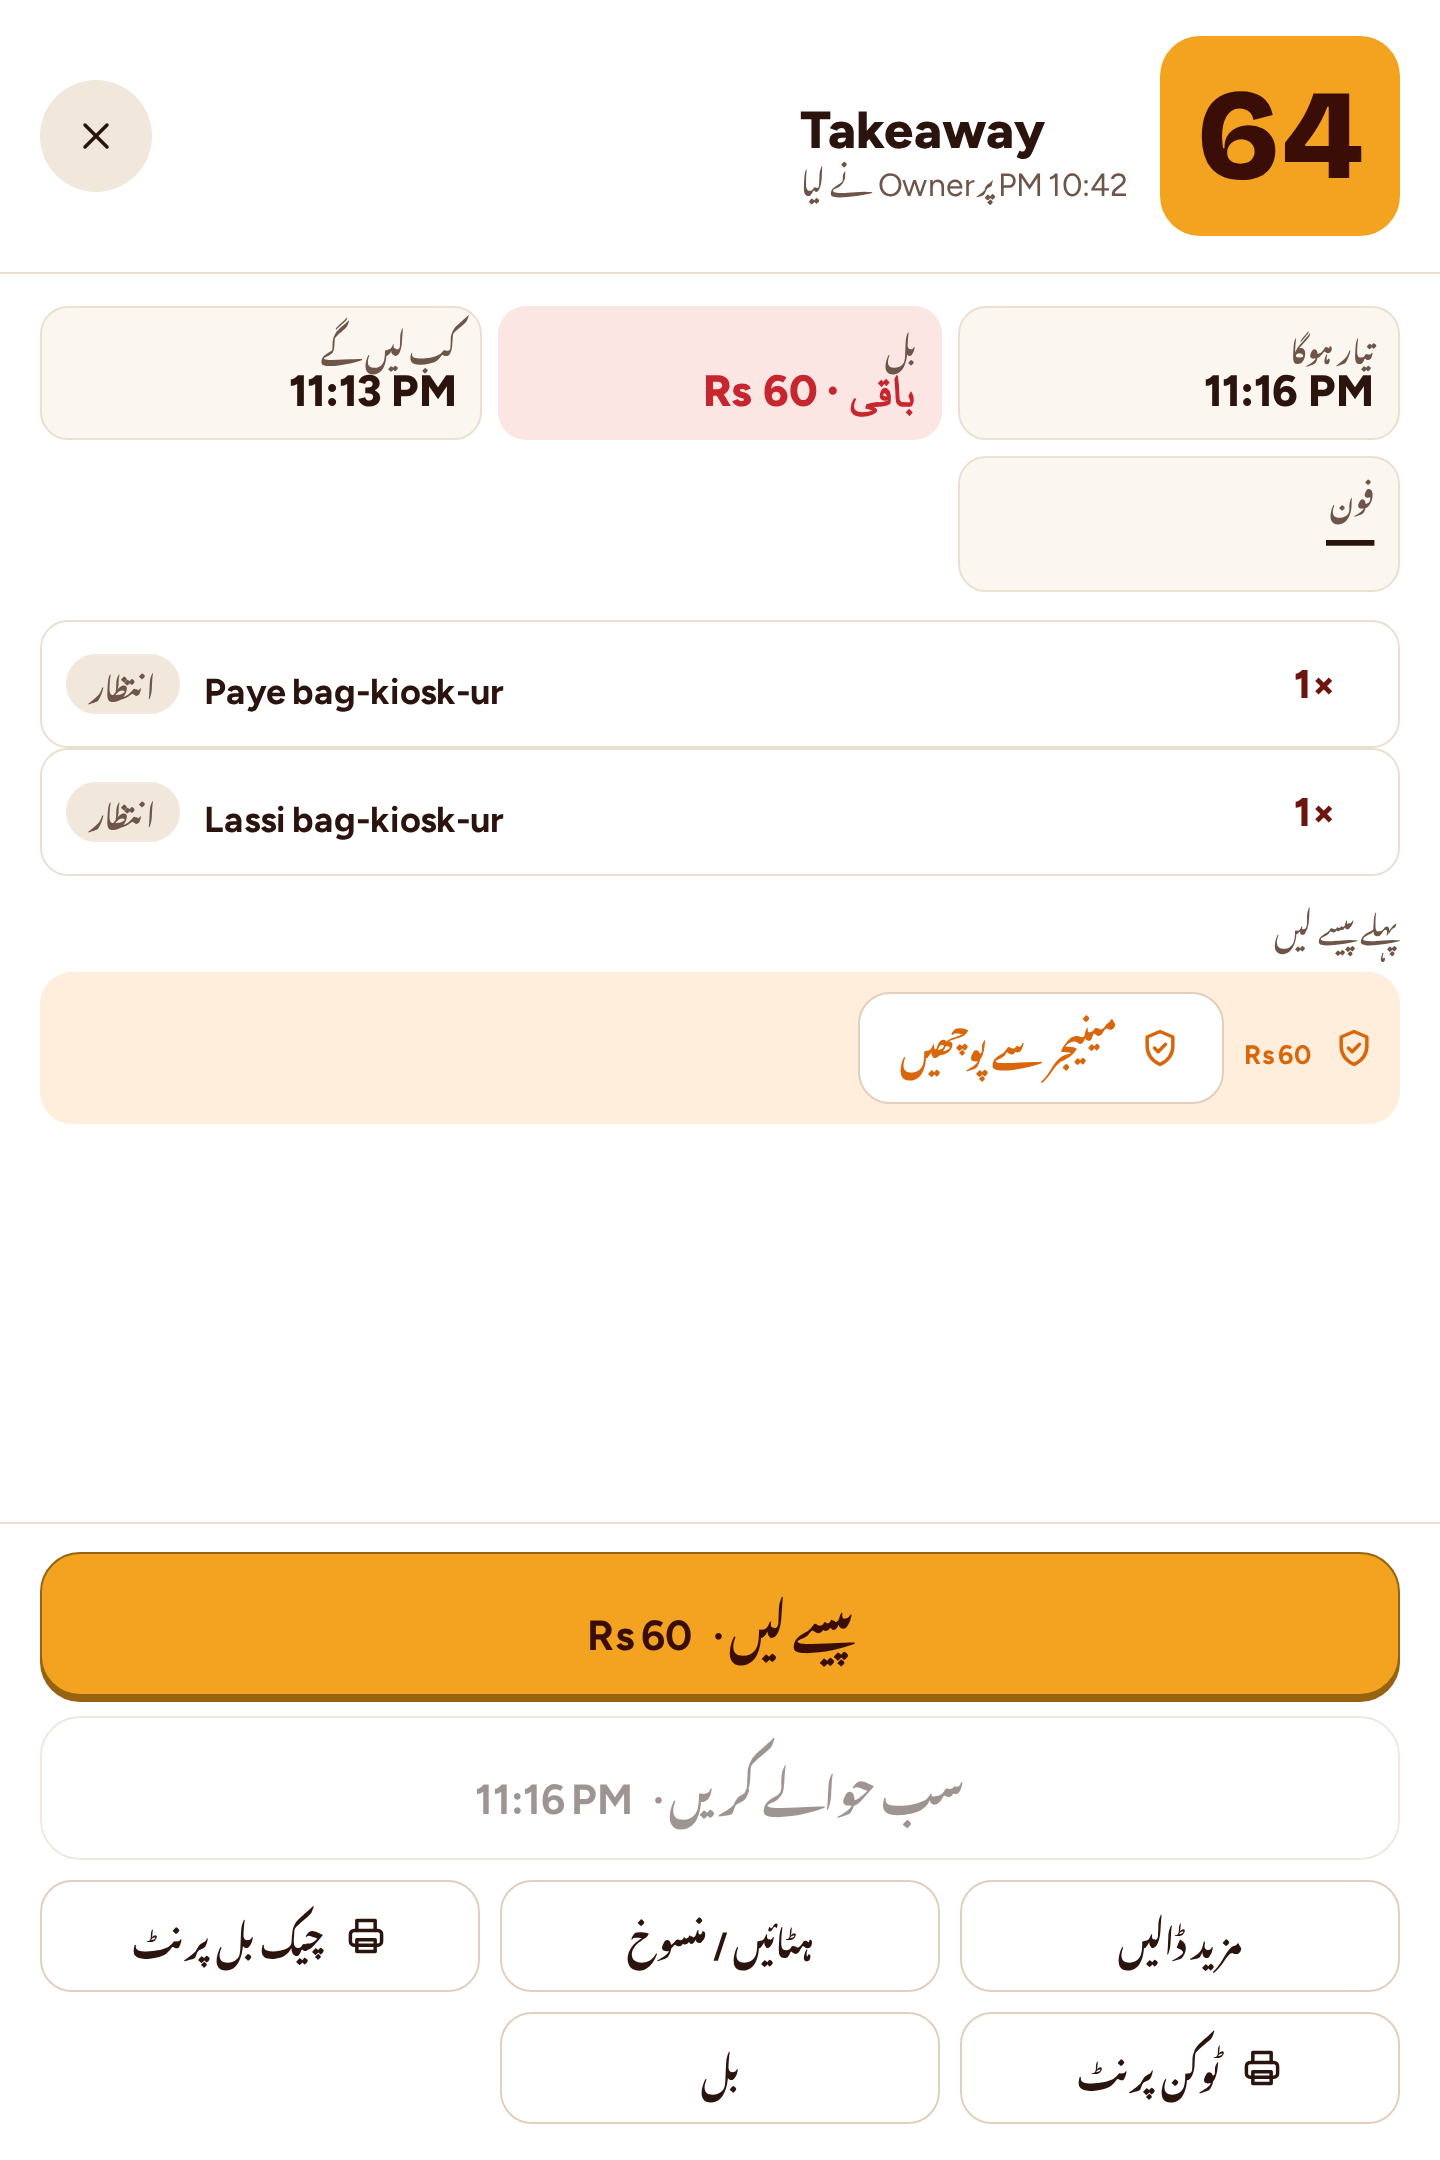 64
Takeaway
10:42 PM پر Owner نے لیا
تیار ہوگا
11:16 PM
بل
باقی · Rs 60
کب لیں گے
11:13 PM
فون
—
1× Paye bag-kiosk-ur انتظار
1× Lassi bag-kiosk-ur انتظار
پہلے پیسے لیں
Rs 60 مینیجر سے پوچھیں
پیسے لیں · Rs 60
سب حوالے کریں · 11:16 PM
مزید ڈالیں
ہٹائیں / منسوخ
چیک بل پرنٹ
ٹوکن پرنٹ
بل